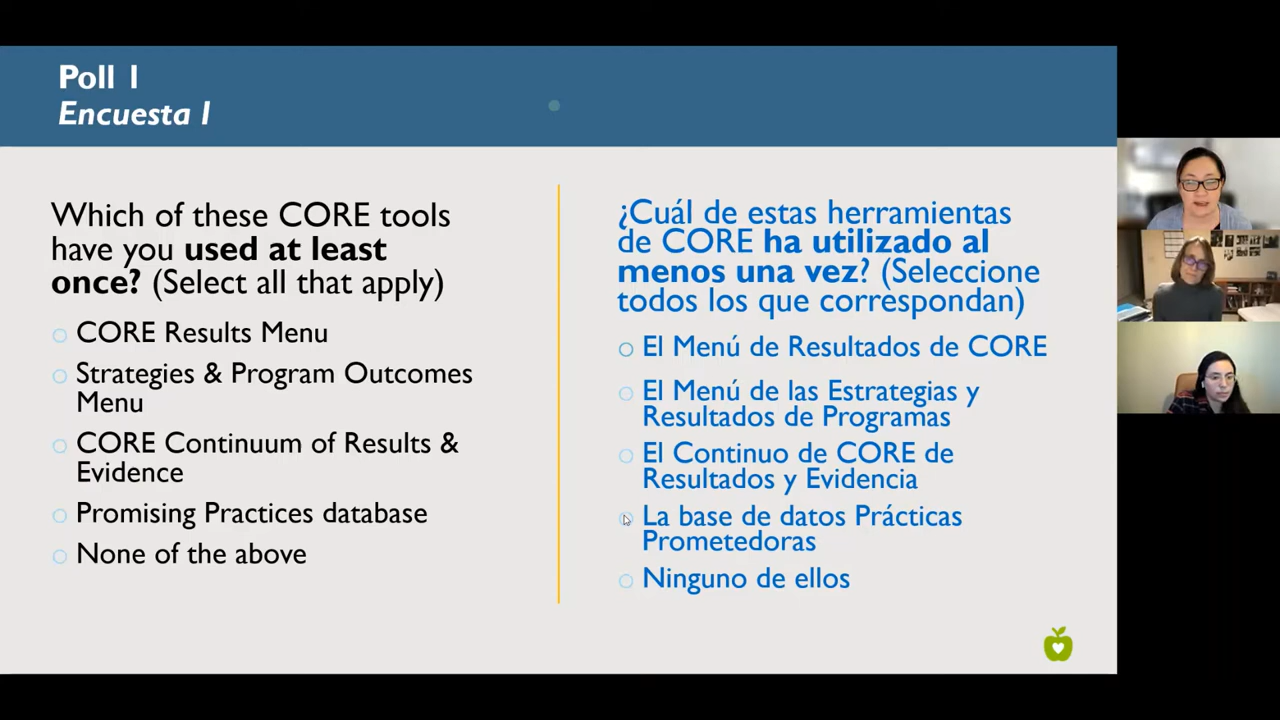 Poll 1
Encuesta 1
Which of these CORE tools
have you used at least
once? (Select all that apply)
CORE Results Menu
Strategies & Program Outcomes
Menu
CORE Continuum of Results &
Evidence
Promising Practices database
None of the above
¿Cuál de estas herramientas
de CORE ha utilizado al
menos una vez? (Seleccione
todos los que correspondan)
El Menú de Resultados de CORE
El Menú de las Estrategias y
Resultados de Programas
El Continuo de CORE de
Resultados y Evidencia
La base de datos Prácticas
Prometedoras
Ninguno de ellos